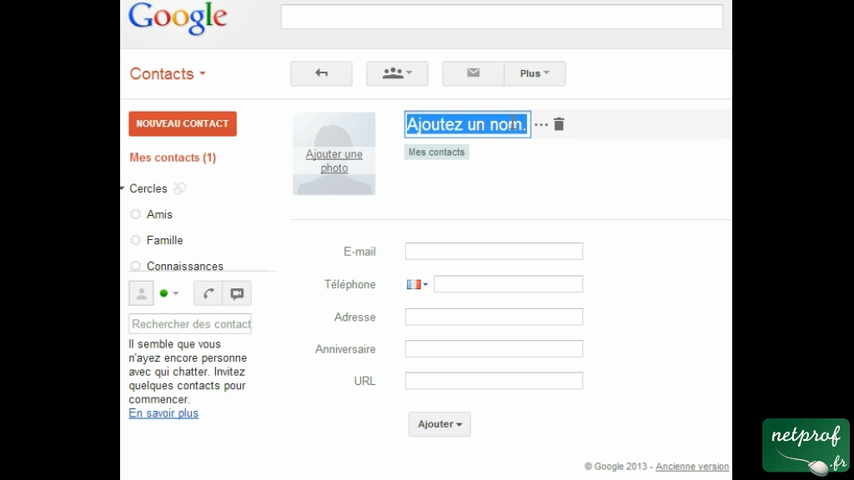 Google
Contacts
Plus
NOUVEAU CONTACT
Ajoutez un nom.
Mes contacts
Ajouter une
photo
Mes contacts (1)
Cercles
Amis
Famille
Connaissances
E-mail
Téléphone
Adresse
Anniversaire
URL
Ajouter
Rechercher des contact
Il semble que vous
n'ayez encore personne
avec qui chatter. Invitez
quelques contacts pour
commencer.
En savoir plus
© Google 2013 - Ancienne version
netprof
.fr